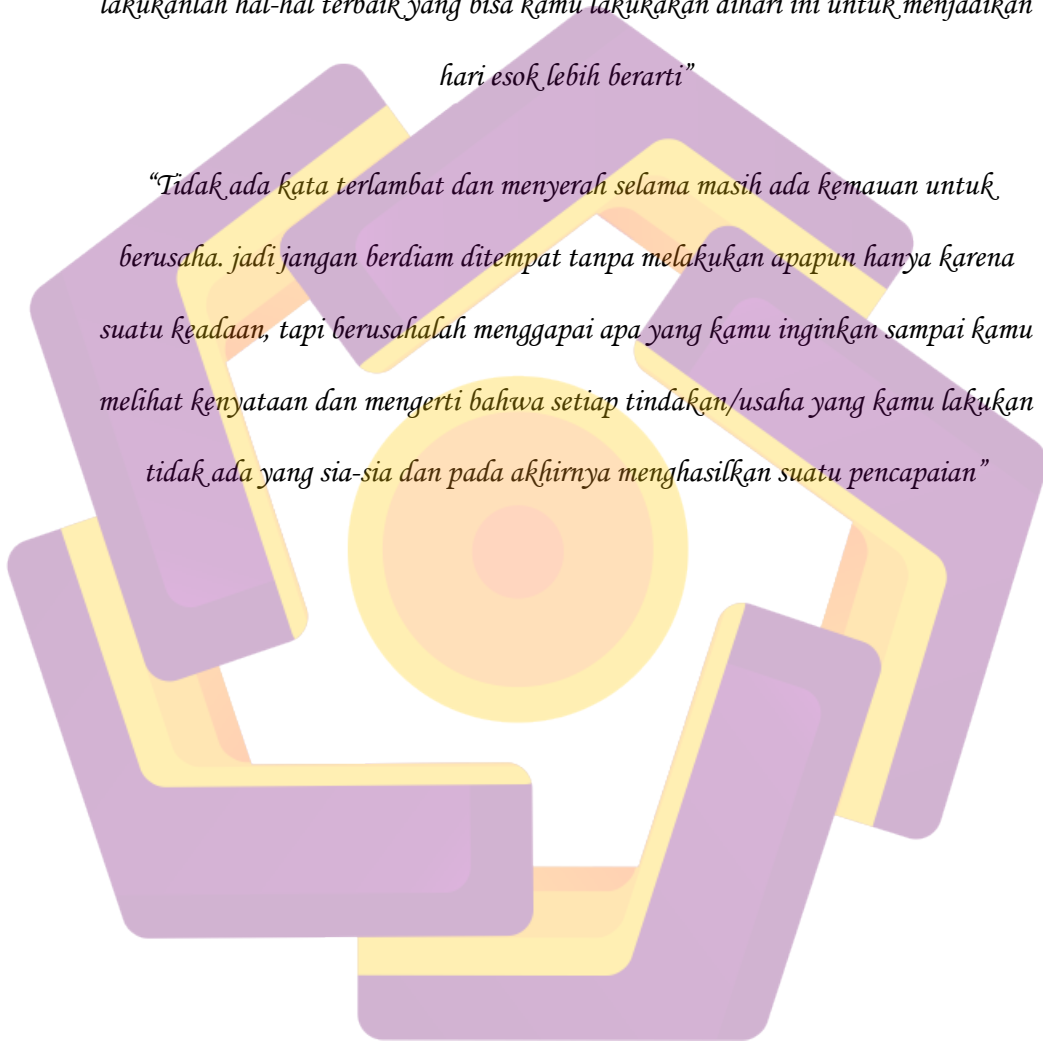 lakukanlah hal-hal terbaik yang bisa kamu lakukakan dihari ini untuk menjadikan
hari esok lebih berarti”
“Tidak ada kata terlambat dan menyerah selama masih ada kemauan untuk
berusaha. jadi jangan berdiam ditempat tanpa melakukan apapun hanya karena
suatu keadaan, tapi berusahalah menggapai apa yang kamu inginkan sampai kamu
melihat kenyataan dan mengerti bahwa setiap tindakan/usaha yang kamu lakukan
tidak ada yang sia-sia dan pada akhirnya menghasilkan suatu pencapaian”